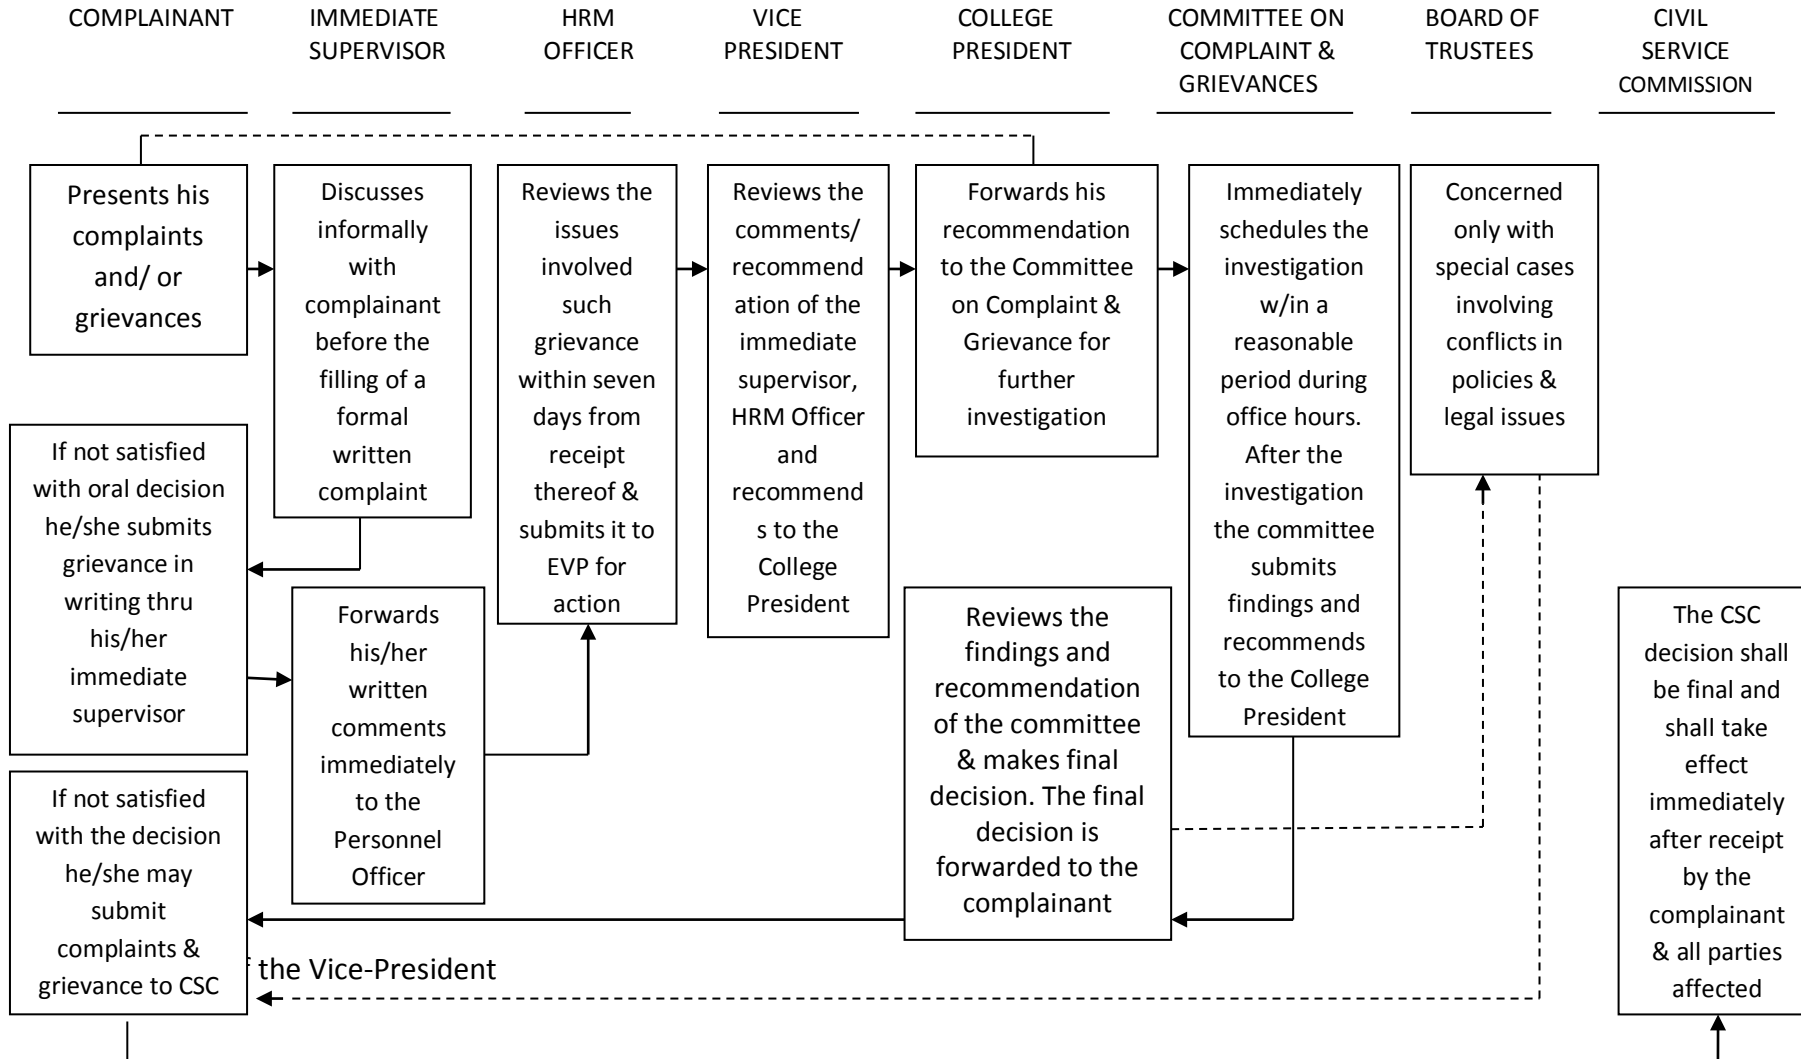 COMPLAINANT
IMMEDIATE
SUPERVISOR
HRM
OFFICER
VICE
PRESIDENT
COLLEGE
PRESIDENT
COMMITTEE ON
COMPLAINT &
GRIEVANCES
BOARD OF
TRUSTEES
CIVIL
SERVICE
COMMISSION
Presents his
complaints
and/ or
grievances
Discusses
informally
with
complainant
before the
filling of a
formal
written
complaint
Reviews the
issues
involved
such
grievance
within seven
days from
receipt
thereof &
submits it to
EVP for
action
Reviews the
comments/
recommend
ation of the
immediate
supervisor,
HRM Officer
and
recommend
s to the
College
President
Forwards his
recommendation
to the Committee
on Complaint &
Grievance for
further
investigation
Immediately
schedules the
investigation
w/in a
reasonable
period during
office hours.
After the
investigation
the committee
submits
findings and
recommends
to the College
President
Concerned
only with
special cases
involving
conflicts in
policies &
legal issues
If not satisfied
with oral decision
he/she submits
grievance in
writing thru
his/her
immediate
supervisor
Forwards
his/her
written
comments
immediately
to the
Personnel
Officer
Reviews the
findings and
recommendation
of the committee
& makes final
decision. The final
decision is
forwarded to the
complainant
The CSC
decision shall
be final and
shall take
effect
immediately
after receipt
by the
complainant
& all parties
affected
If not satisfied
with the decision
he/she may
submit
complaints &
grievance to CSC
the Vice-President